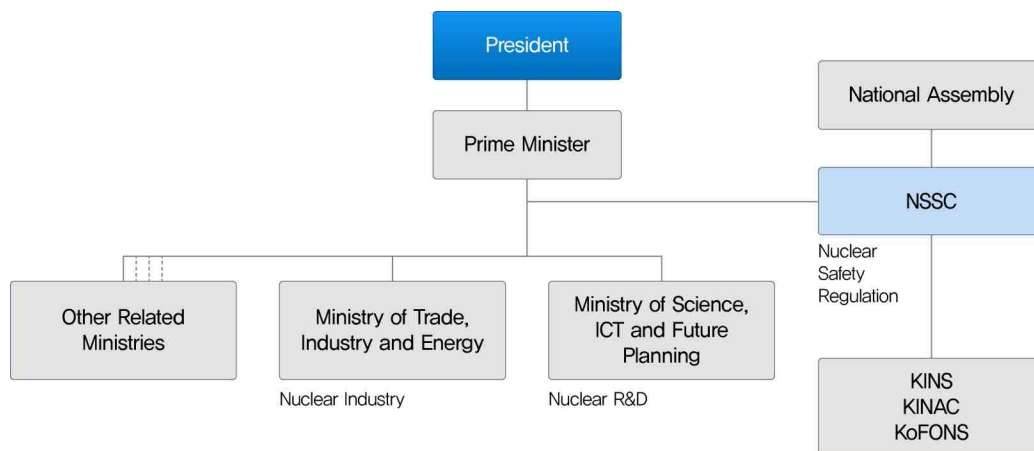 President
National Assembly
Prime Minister
NSSC
Nuclear
Safety
Regulation
Other Related
Ministries
Ministry of Trade,
Industry and Energy
Nuclear Industry
Ministry of Science,
ICT and Future
Planning
Nuclear R&D
KINS
KINAC
KoFONS